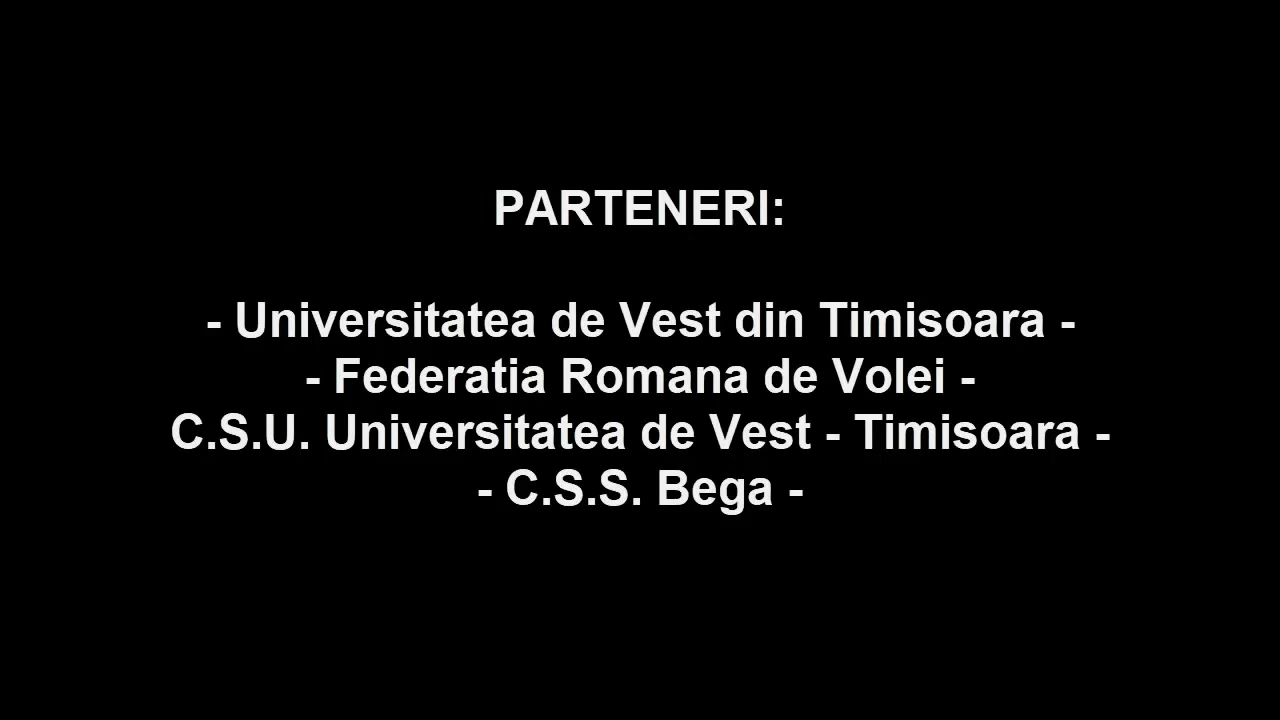 PARTENERI:
- Universitatea de Vest din Timisoara -
- Federatia Romana de Volei -
C.S.U. Universitatea de Vest - Timisoara -
- C.S.S. Bega -